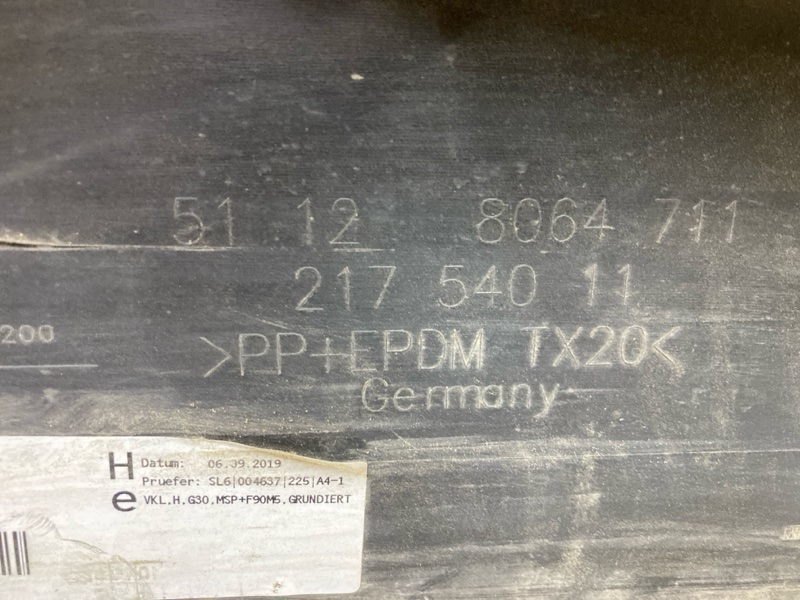 51 12 8064 711
217 540 11
200
>PP+EPDM TX20<
Germany
He
Datum: 06.09.2019
Pruefer: SL6|004637|225|A4-1
VKL.H.G30.MSP+F90M5.GRUNDIERT